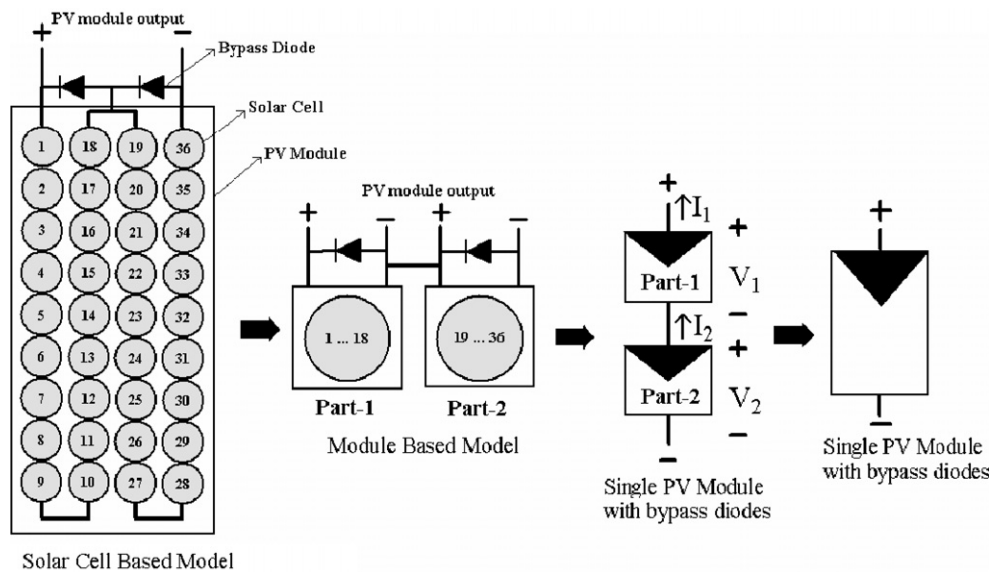 PV module output
+ −
Bypass Diode
Solar Cell
PV Module
1 18 19 36
2 17 20 35
3 16 21 34
4 15 22 33
5 14 23 32
6 13 24 31
7 12 25 30
8 11 26 29
9 10 27 28
Solar Cell Based Model
PV module output
+ − + −
1 ... 18
19 ... 36
Part-1
Part-2
Module Based Model
+
↑I₁
+
Part-1
V₁
−
↑I₂
+
Part-2
V₂
−
−
Single PV Module
with bypass diodes
+
−
Single PV Module
with bypass diodes